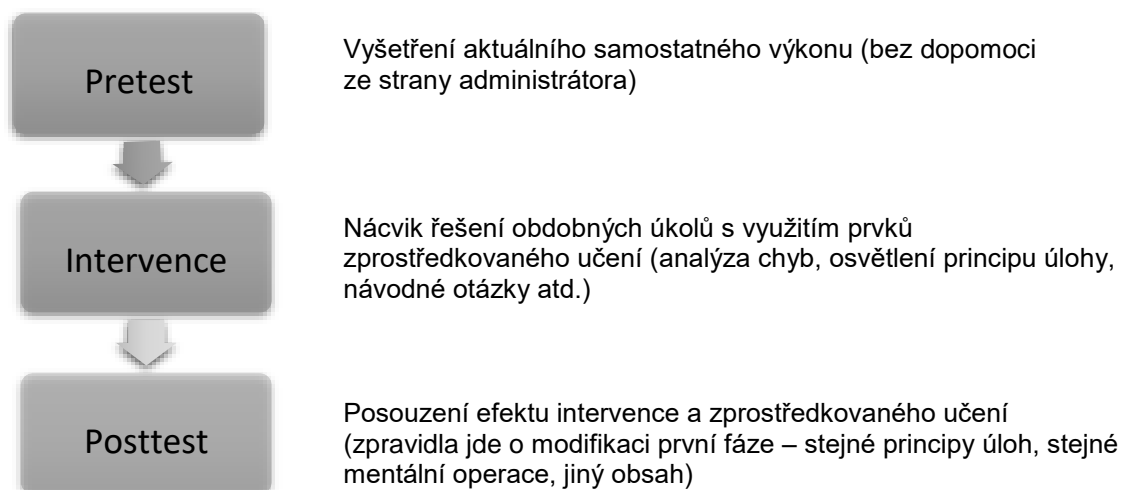 Pretest
Vyšetření aktuálního samostatného výkonu (bez dopomoci
ze strany administrátora)
Intervence
Nácvik řešení obdobných úkolů s využitím prvků
zprostředkovaného učení (analýza chyb, osvětlení principu úlohy,
návodné otázky atd.)
Posttest
Posouzení efektu intervence a zprostředkovaného učení
(zpravidla jde o modifikaci první fáze – stejné principy úloh, stejné
mentální operace, jiný obsah)